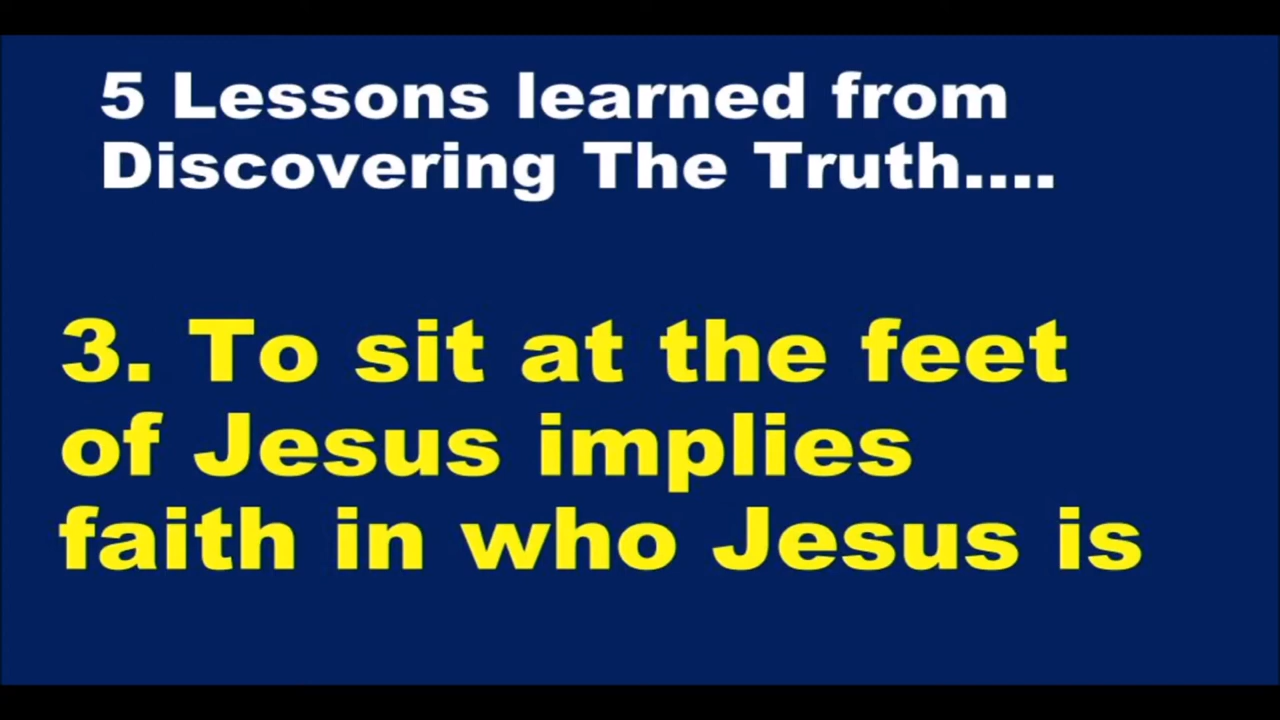 5 Lessons learned from
Discovering The Truth....
3. To sit at the feet
of Jesus implies
faith in who Jesus is